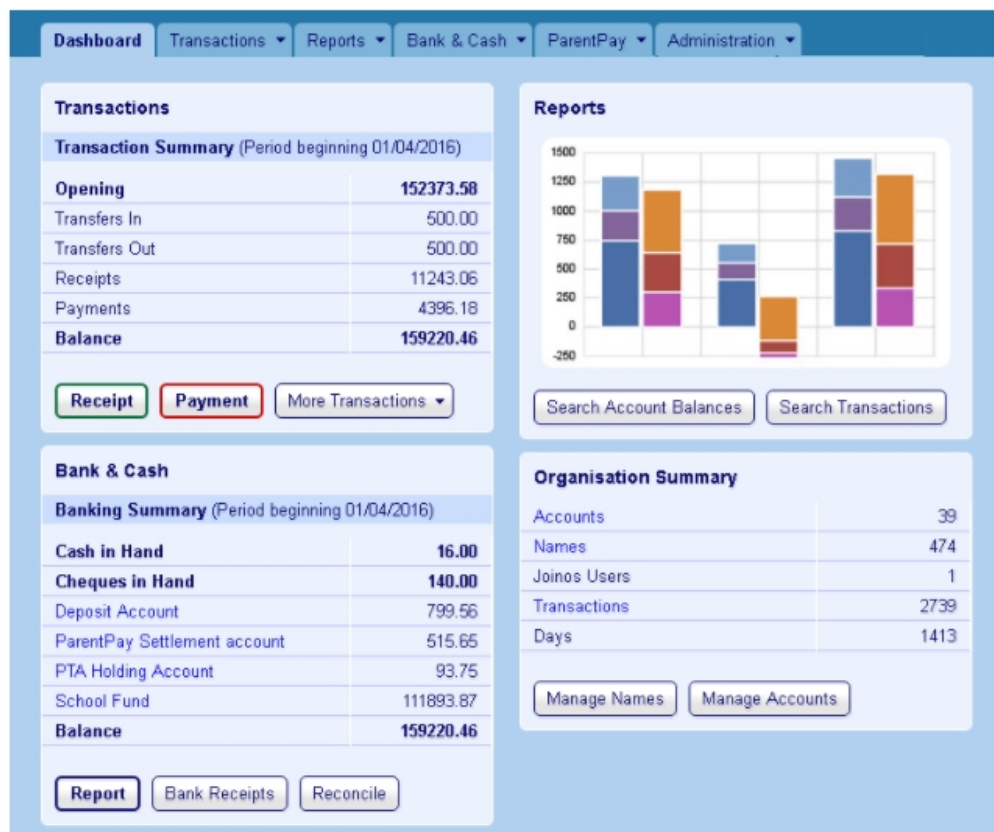 Dashboard Transactions Reports Bank & Cash ParentPay Administration
Transactions
Transaction Summary (Period beginning 01/04/2016)
Opening 152373.58
Transfers In 500.00
Transfers Out 500.00
Receipts 11243.06
Payments 4396.18
Balance 159220.46
Receipt Payment More Transactions
Reports
1500
1250
1000
750
500
250
0
-250
Search Account Balances Search Transactions
Bank & Cash
Banking Summary (Period beginning 01/04/2016)
Cash in Hand 16.00
Cheques in Hand 140.00
Deposit Account 799.56
ParentPay Settlement account 515.65
PTA Holding Account 93.75
School Fund 111893.87
Balance 159220.46
Report Bank Receipts Reconcile
Organisation Summary
Accounts 39
Names 474
Joinos Users 1
Transactions 2739
Days 1413
Manage Names Manage Accounts